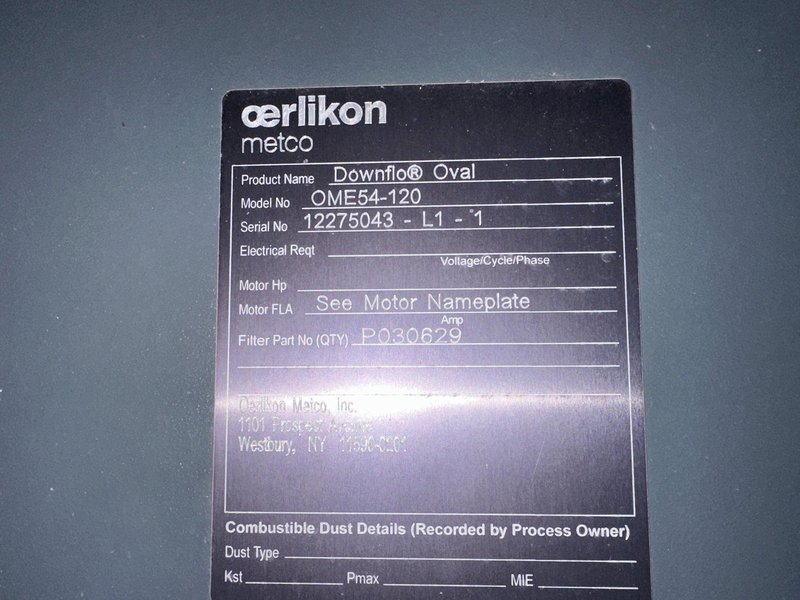 œrlikon
metco
Product Name Downflo® Oval
Model No OME54-120
Serial No 12275043 - L1 - 1
Electrical Reqt
Voltage/Cycle/Phase
Motor Hp
Motor FLA See Motor Nameplate
Amp
Filter Part No (QTY) P030629
Oerlikon Metco, Inc.
1101 Prospect Avenue
Westbury, NY 11590-0201
Combustible Dust Details (Recorded by Process Owner)
Dust Type
Kst Pmax MIE